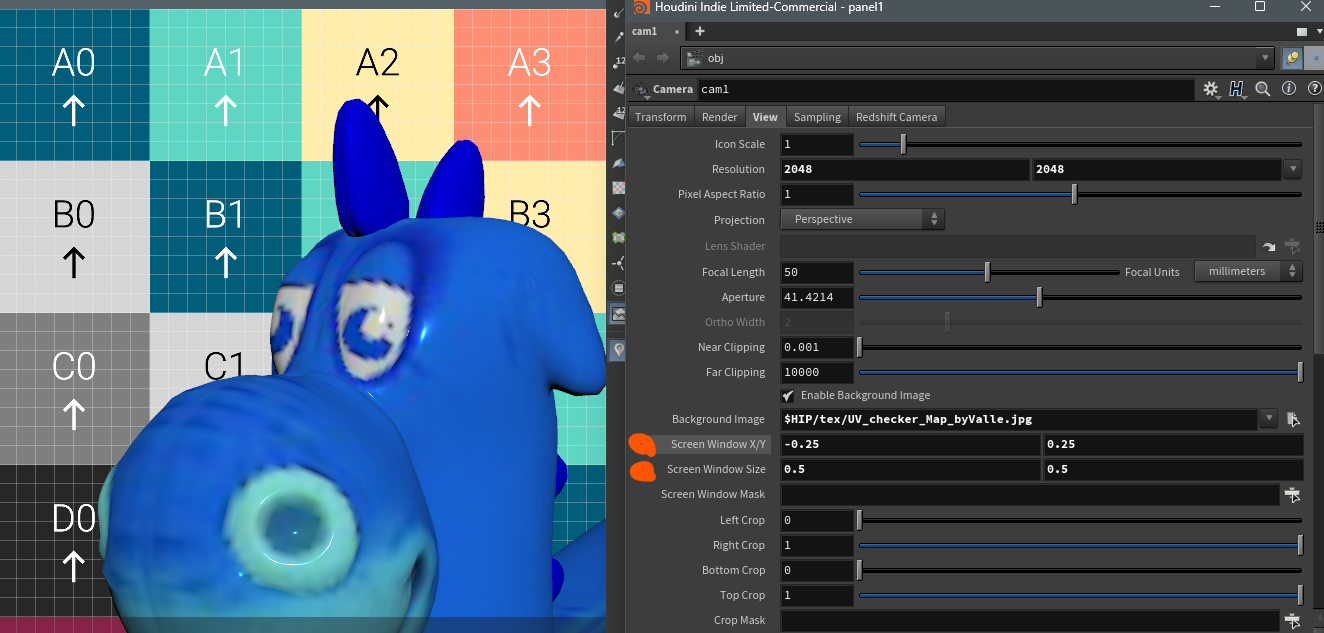 Houdini Indie Limited-Commercial - panel1
cam1 × +
obj
Camera cam1
Transform Render View Sampling Redshift Camera
Icon Scale 1
Resolution 2048 2048
Pixel Aspect Ratio 1
Projection Perspective
Lens Shader
Focal Length 50 Focal Units millimeters
Aperture 41.4214
Ortho Width 2
Near Clipping 0.001
Far Clipping 10000
Enable Background Image
Background Image $HIP/tex/UV_checker_Map_byValle.jpg
Screen Window X/Y -0.25 0.25
Screen Window Size 0.5 0.5
Screen Window Mask
Left Crop 0
Right Crop 1
Bottom Crop 0
Top Crop 1
Crop Mask
A0 A1 A2 A3
B0 B1 B3
C0 C1
D0